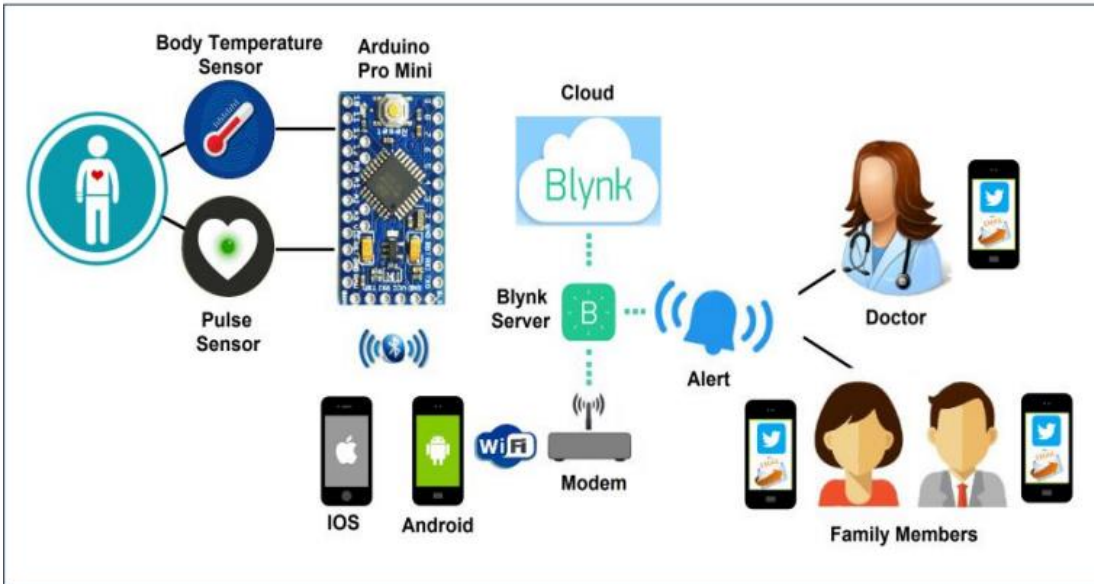 Body Temperature
Sensor
Arduino
Pro Mini
Cloud
Blynk
Pulse
Sensor
Blynk
Server
B
Alert
Doctor
WiFi
Modem
IOS
Android
Family Members